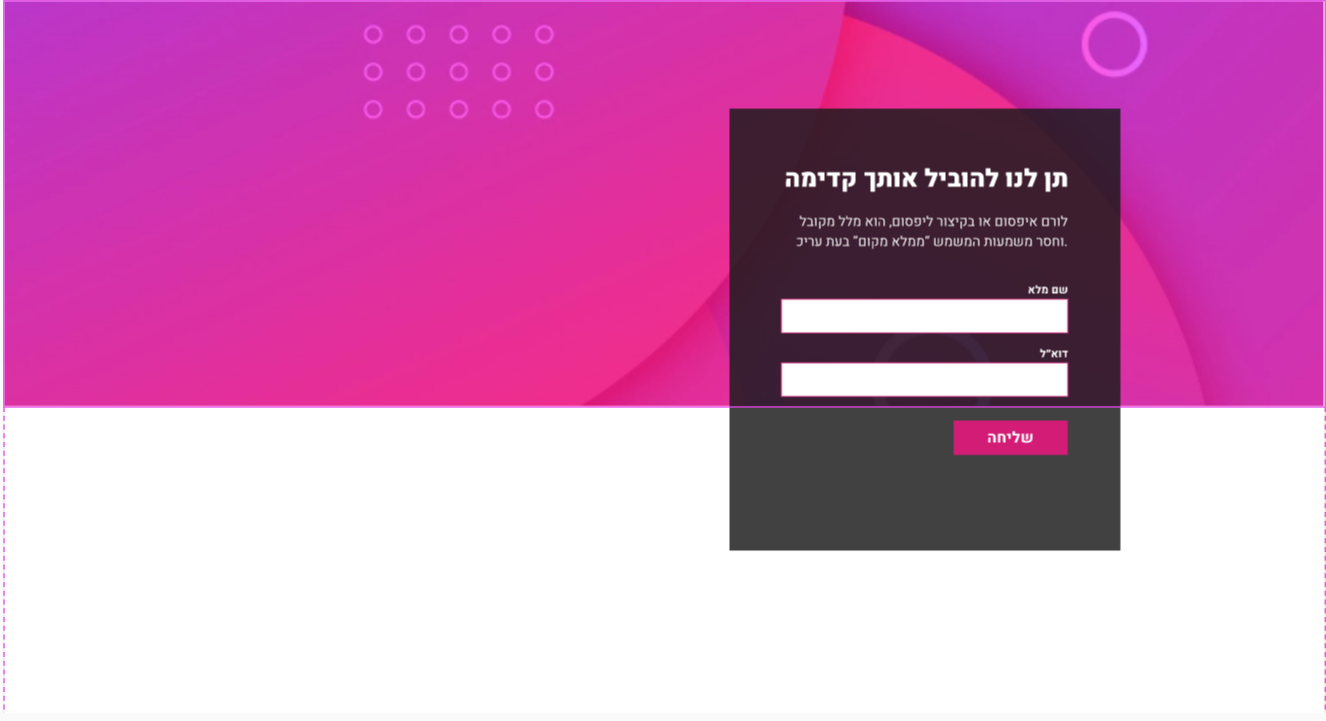 תן לנו להוביל אותך קדימה
לורם איפסום או בקיצור ליפסום, הוא מלל מקובל
וחסר משמעות המשמש "ממלא מקום" בעת עריכ.
שם מלא
דוא"ל
שליחה